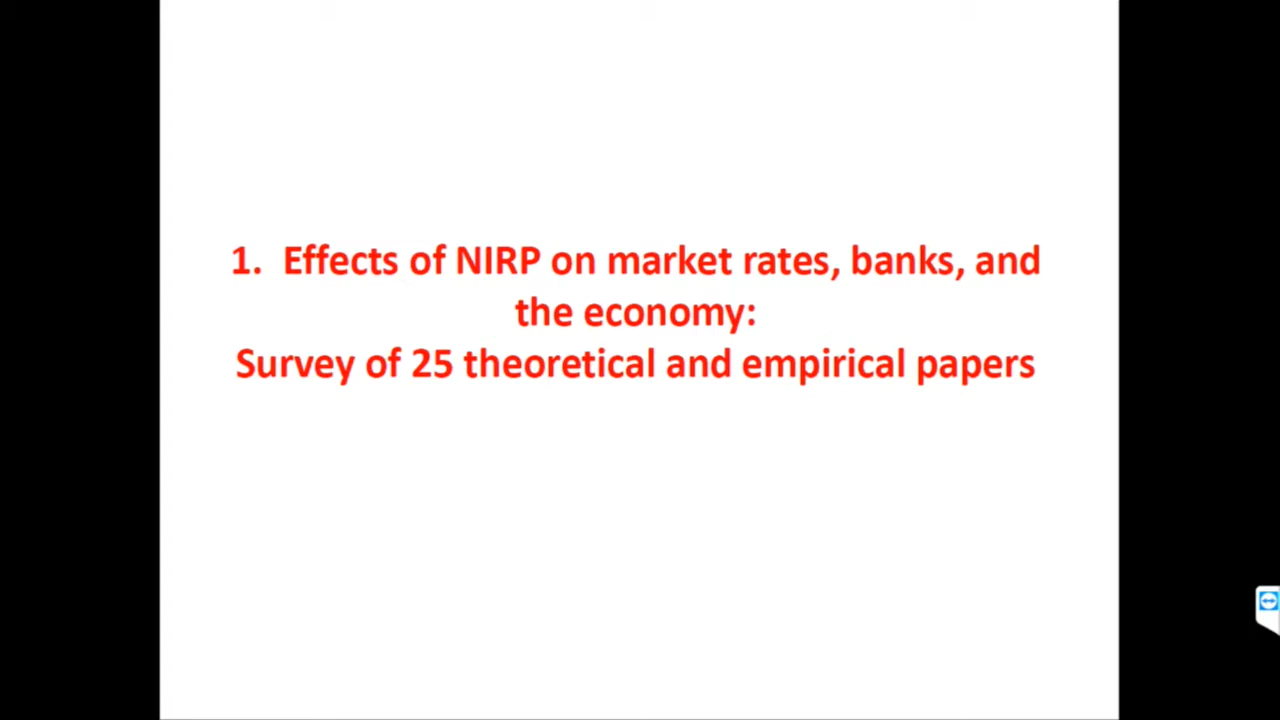 1. Effects of NIRP on market rates, banks, and
the economy:
Survey of 25 theoretical and empirical papers